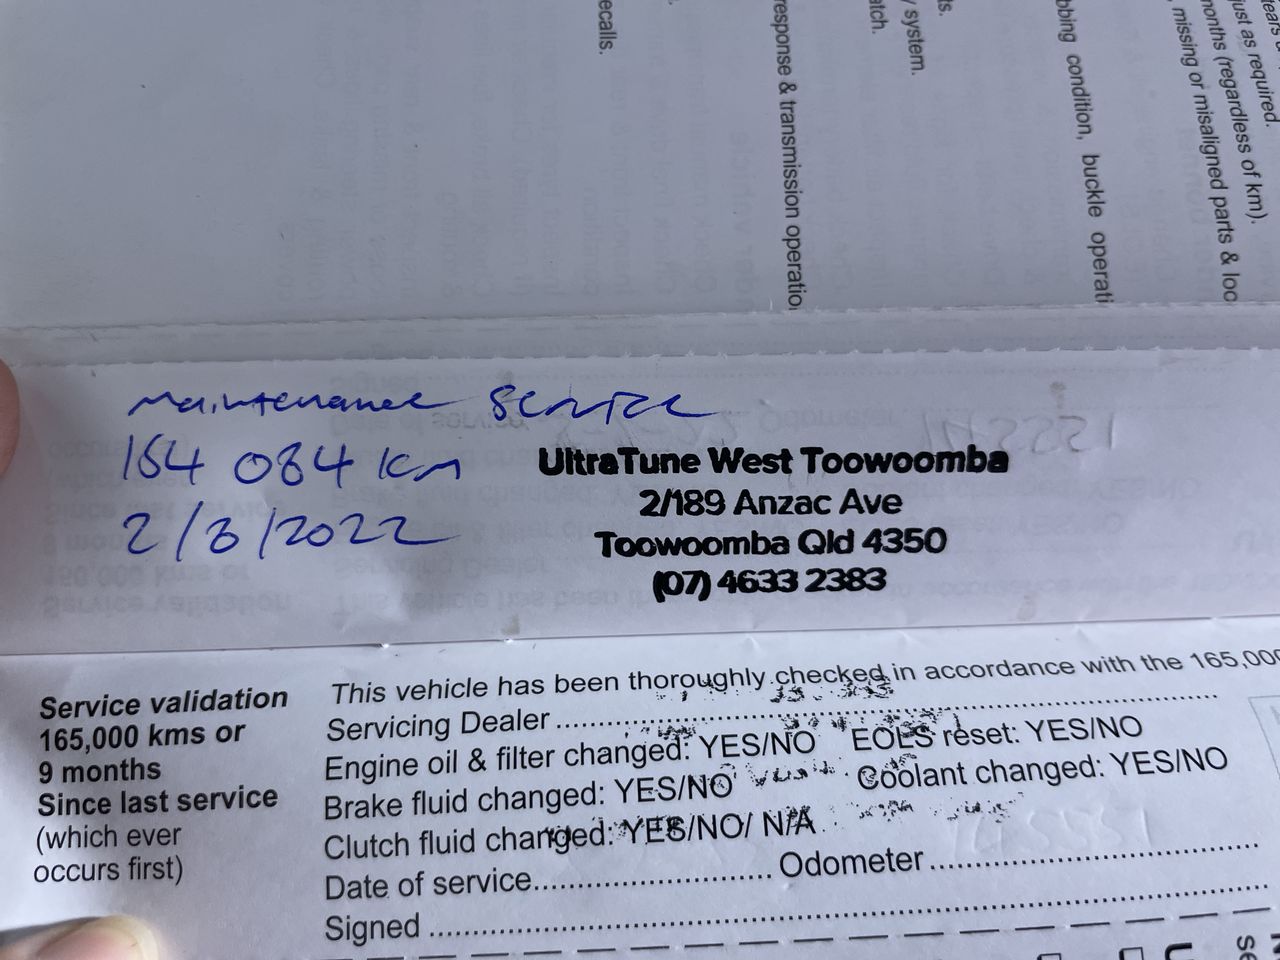 ecalls.
response & transmission operatio
atch.
y system.
ts.
bbing condition, buckle operati
missing or misaligned parts & loo
months (regardless of km).
just as required.
tears
Maintenance Service
164 084 km
2/8/2022
UltraTune West Toowoomba
2/189 Anzac Ave
Toowoomba Qld 4350
(07) 4633 2383
Service validation
165,000 kms or
9 months
Since last service
(which ever
occurs first)
This vehicle has been thoroughly checked in accordance with the 165,000
Servicing Dealer
Engine oil & filter changed: YES/NO EOLS reset: YES/NO
Brake fluid changed: YES/NO Coolant changed: YES/NO
Clutch fluid changed: YES/NO/ N/A
Date of service Odometer
Signed